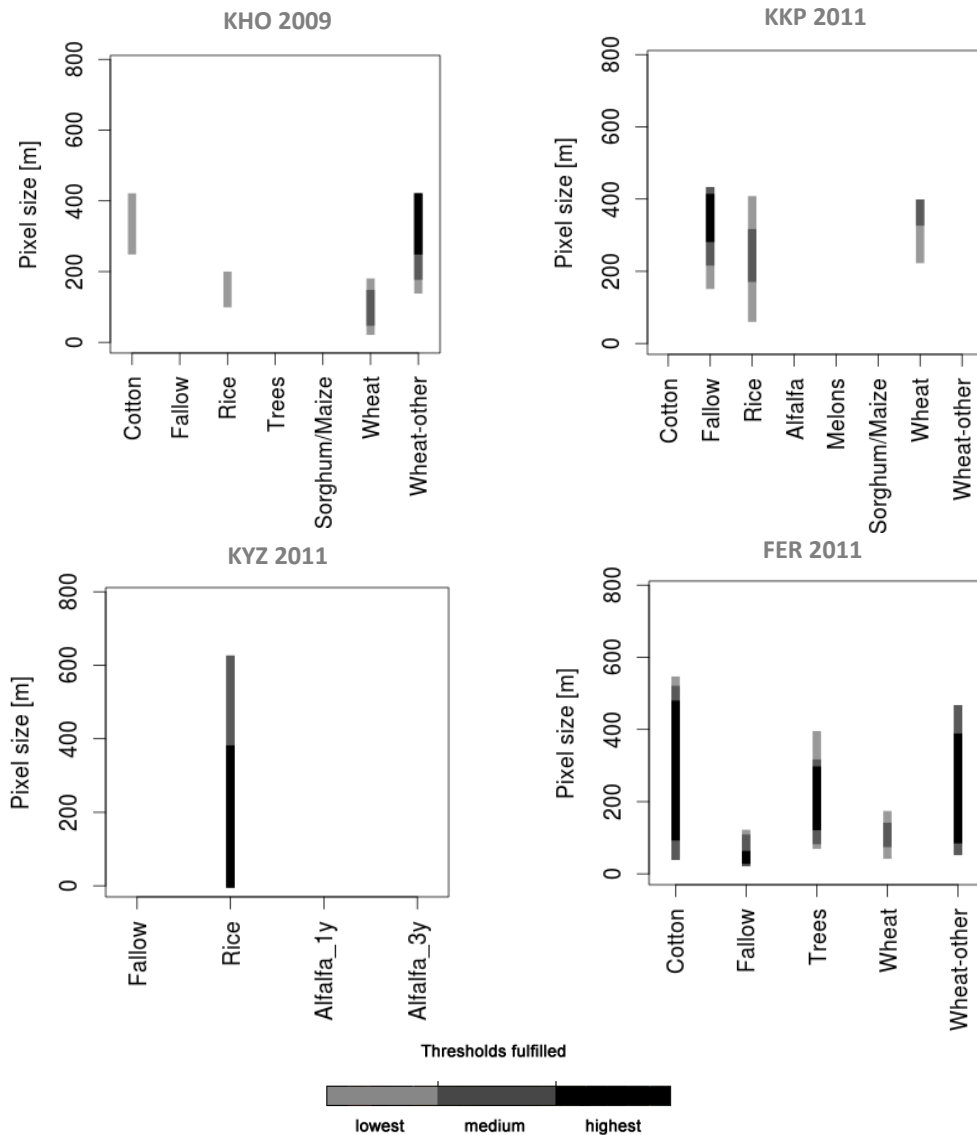 KHO 2009
Pixel size [m]
800
600
400
200
0
Cotton
Fallow
Rice
Trees
Sorghum/Maize
Wheat
Wheat-other
KKP 2011
Pixel size [m]
800
600
400
200
0
Cotton
Fallow
Rice
Alfalfa
Melons
Sorghum/Maize
Wheat
Wheat-other
KYZ 2011
Pixel size [m]
800
600
400
200
0
Fallow
Rice
Alfalfa_1y
Alfalfa_3y
FER 2011
Pixel size [m]
800
600
400
200
0
Cotton
Fallow
Trees
Wheat
Wheat-other
Thresholds fulfilled
lowest medium highest